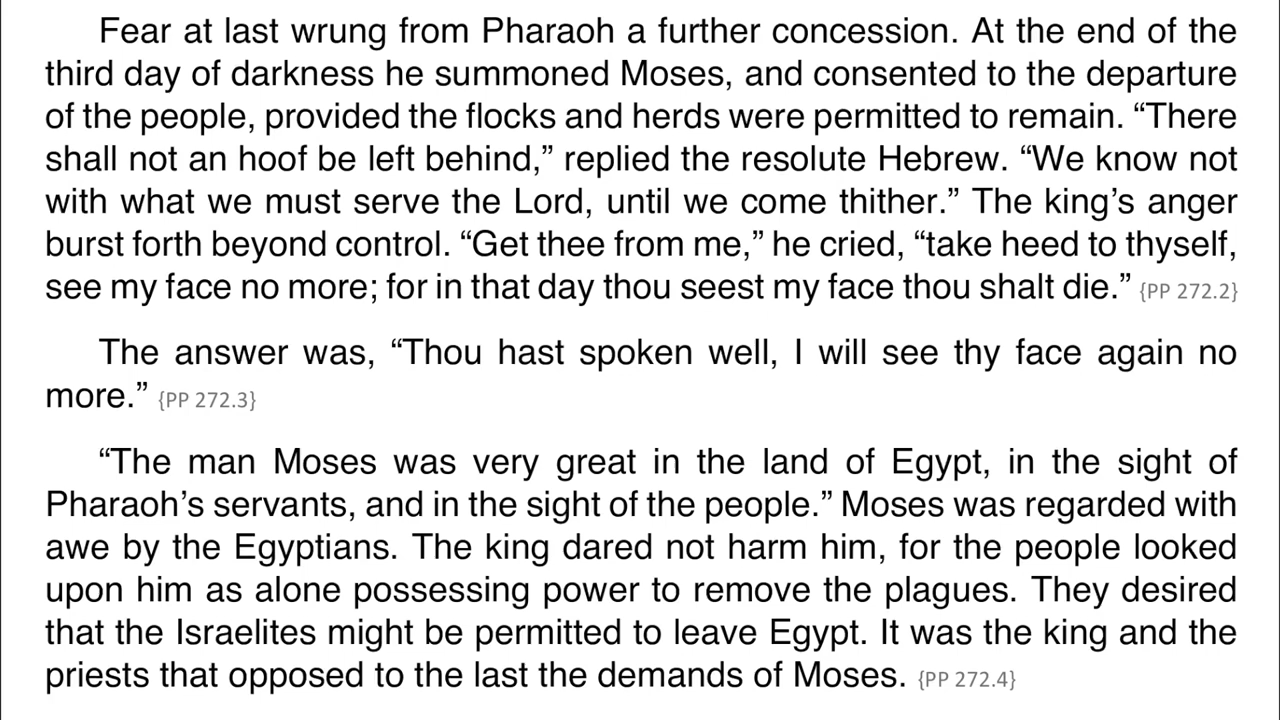 Fear at last wrung from Pharaoh a further concession. At the end of the
third day of darkness he summoned Moses, and consented to the departure
of the people, provided the flocks and herds were permitted to remain. “There
shall not an hoof be left behind,” replied the resolute Hebrew. “We know not
with what we must serve the Lord, until we come thither.” The king’s anger
burst forth beyond control. “Get thee from me,” he cried, “take heed to thyself,
see my face no more; for in that day thou seest my face thou shalt die.” {PP 272.2}
The answer was, “Thou hast spoken well, I will see thy face again no
more.” {PP 272.3}
“The man Moses was very great in the land of Egypt, in the sight of
Pharaoh’s servants, and in the sight of the people.” Moses was regarded with
awe by the Egyptians. The king dared not harm him, for the people looked
upon him as alone possessing power to remove the plagues. They desired
that the Israelites might be permitted to leave Egypt. It was the king and the
priests that opposed to the last the demands of Moses. {PP 272.4}